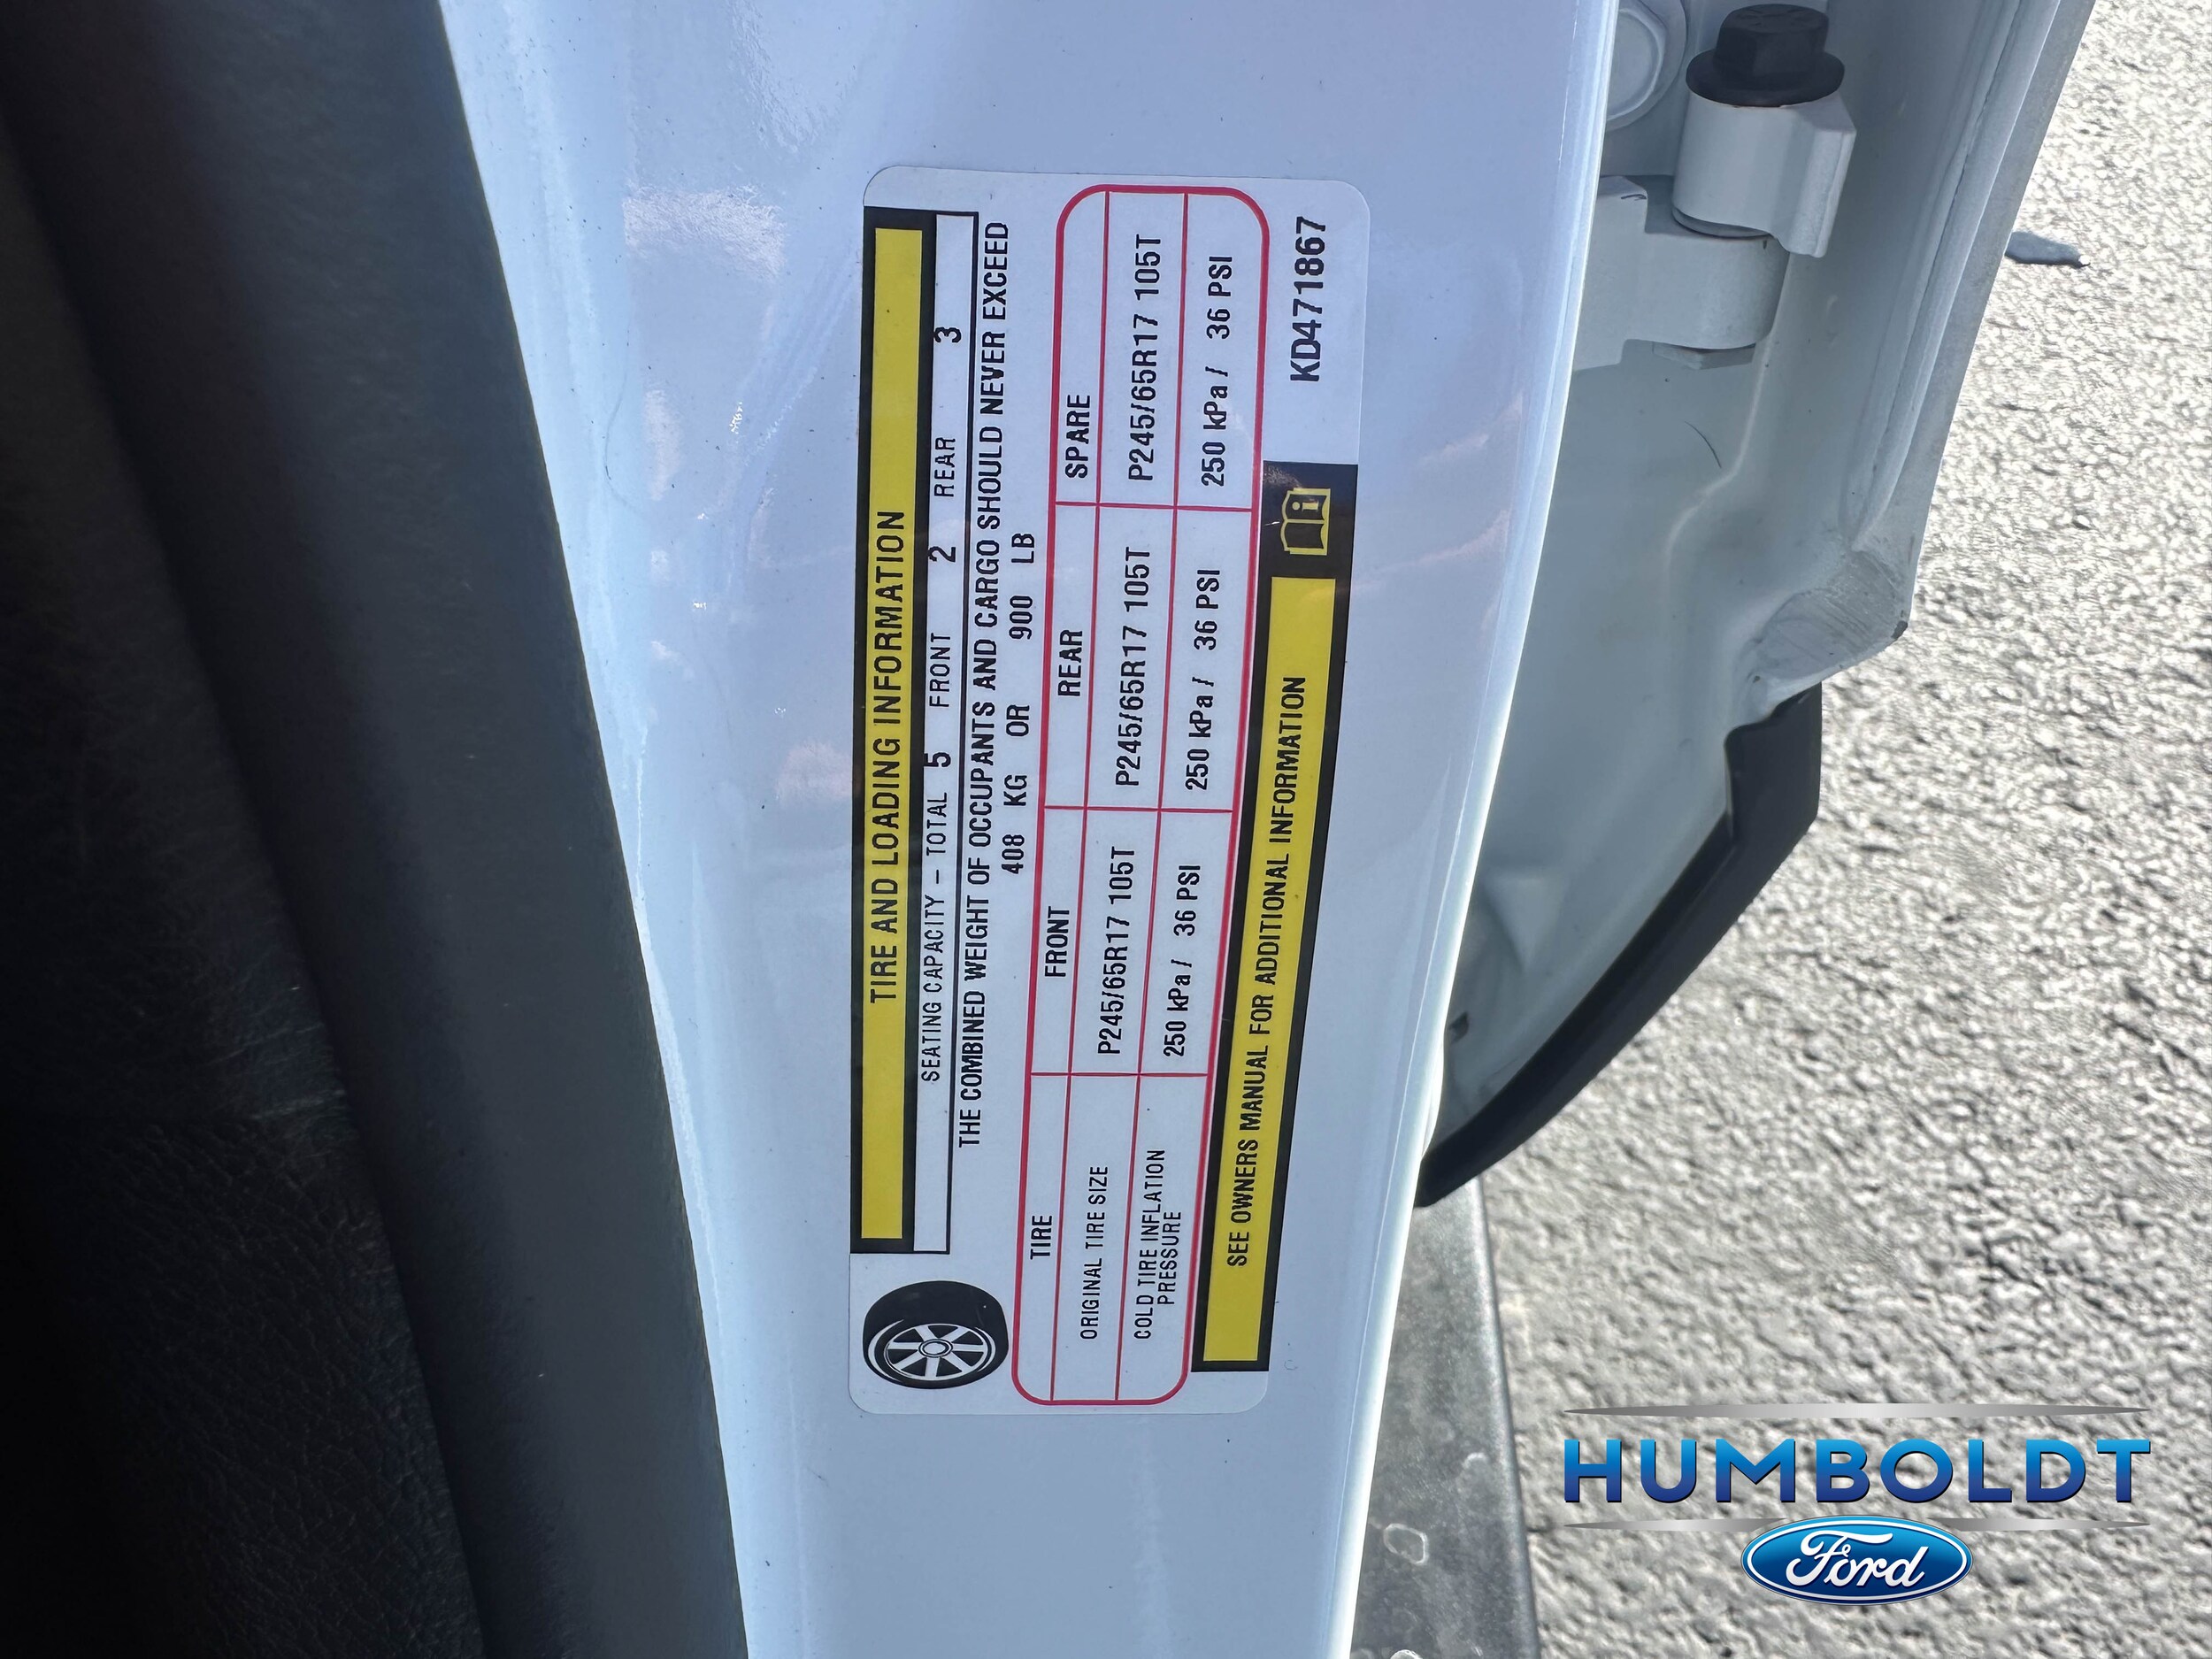 TIRE AND LOADING INFORMATION
SEATING CAPACITY – TOTAL 5 FRONT 2 REAR 3
THE COMBINED WEIGHT OF OCCUPANTS AND CARGO SHOULD NEVER EXCEED
408 KG OR 900 LB
TIRE FRONT REAR SPARE
ORIGINAL TIRE SIZE P245/65R17 105T P245/65R17 105T P245/65R17 105T
COLD TIRE INFLATION
PRESSURE 250 kPa / 36 PSI 250 kPa / 36 PSI 250 kPa / 36 PSI
SEE OWNERS MANUAL FOR ADDITIONAL INFORMATION
KD471867
HUMBOLDT
Ford